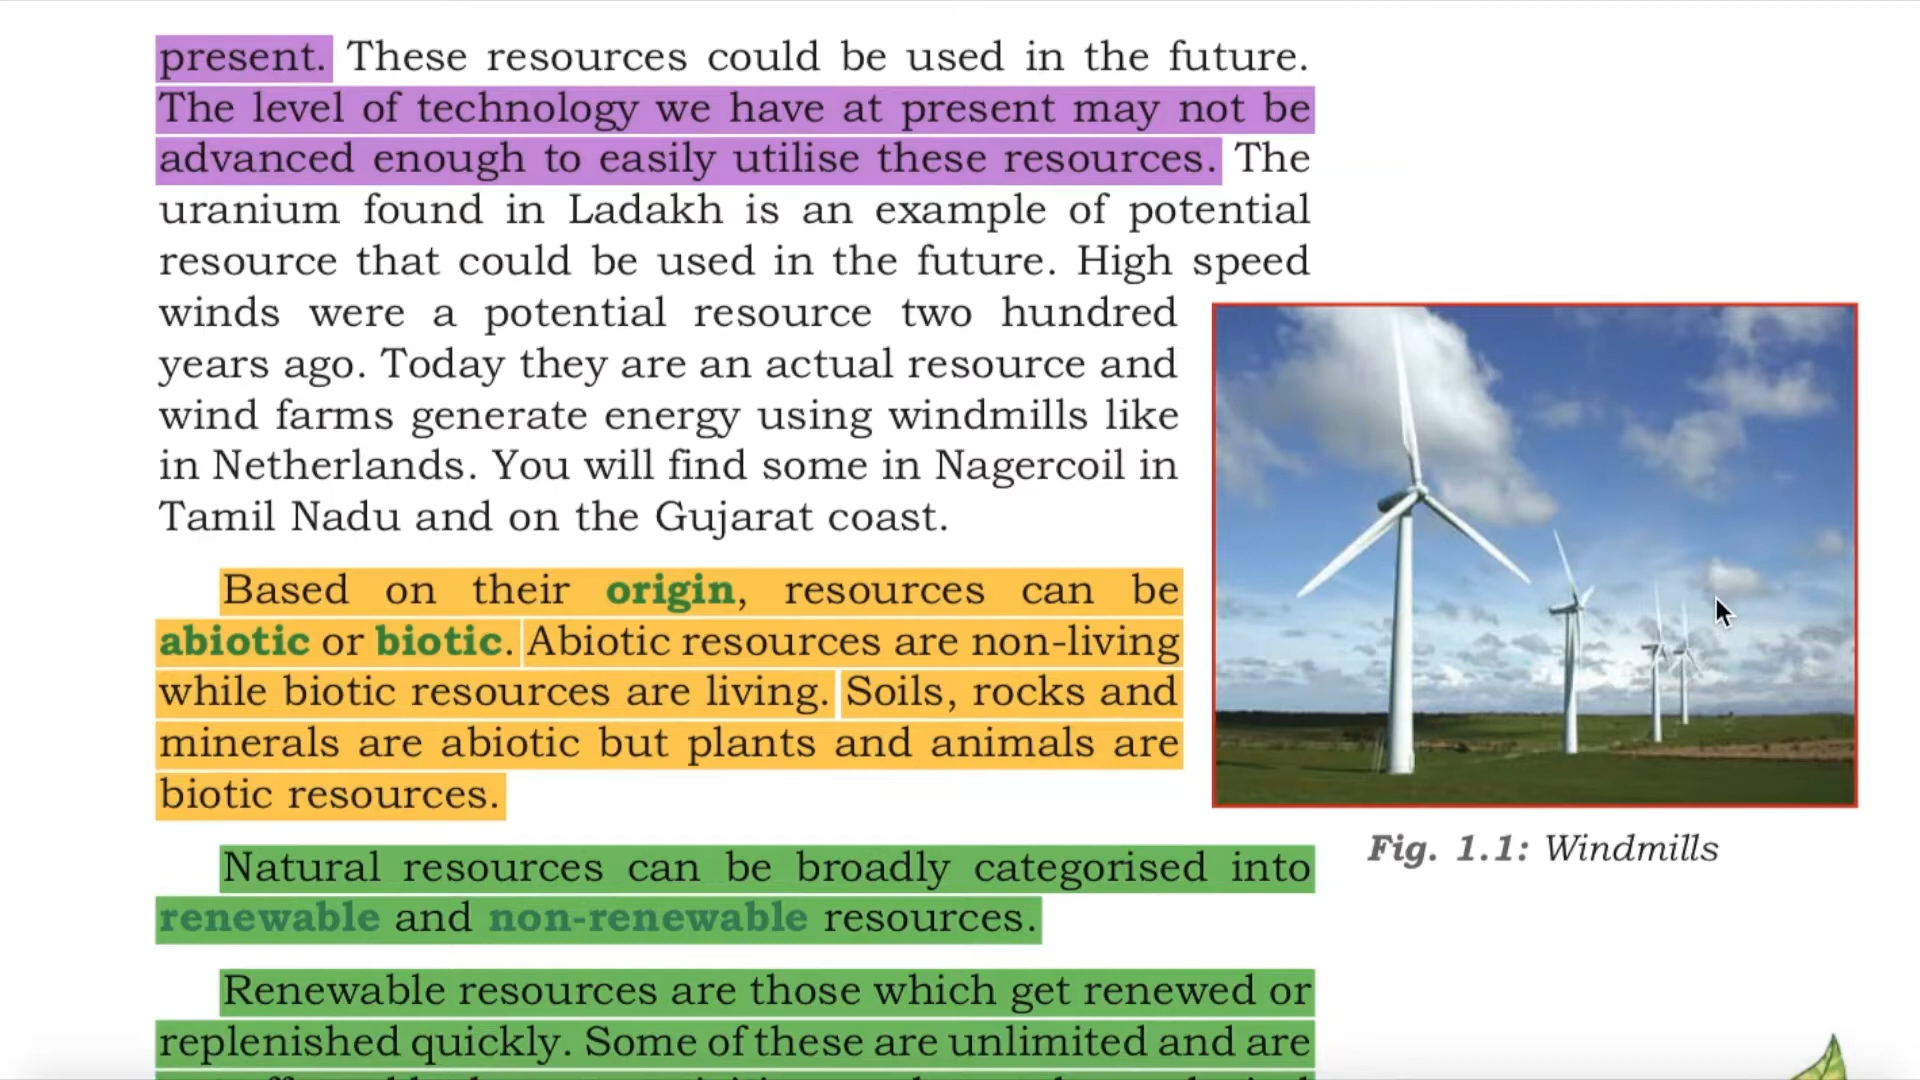 present. These resources could be used in the future.
The level of technology we have at present may not be
advanced enough to easily utilise these resources. The
uranium found in Ladakh is an example of potential
resource that could be used in the future. High speed
winds were a potential resource two hundred
years ago. Today they are an actual resource and
wind farms generate energy using windmills like
in Netherlands. You will find some in Nagercoil in
Tamil Nadu and on the Gujarat coast.
Based on their origin, resources can be
abiotic or biotic. Abiotic resources are non-living
while biotic resources are living. Soils, rocks and
minerals are abiotic but plants and animals are
biotic resources.
Fig. 1.1: Windmills
Natural resources can be broadly categorised into
renewable and non-renewable resources.
Renewable resources are those which get renewed or
replenished quickly. Some of these are unlimited and are